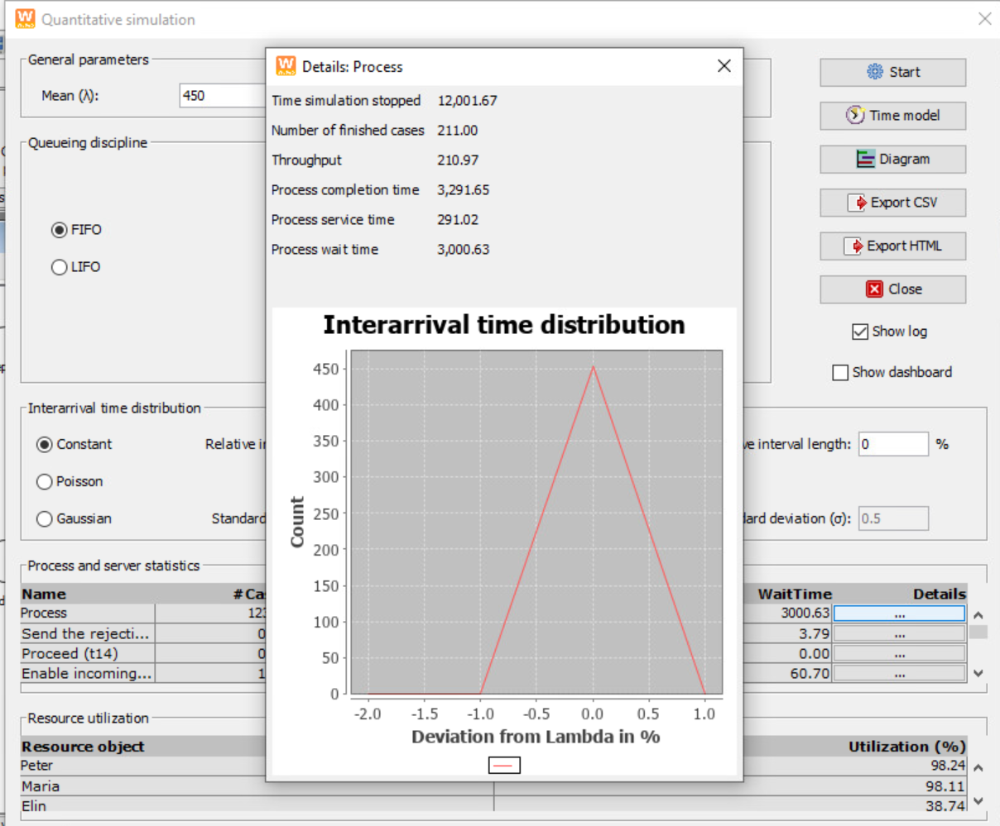 Quantitative simulation
General parameters
Mean (λ):
450
Queueing discipline
FIFO
LIFO
Interarrival time distribution
Constant
Relative i
ve interval length:
0
%
Poisson
Gaussian
Standard
dard deviation (σ):
0.5
Process and server statistics
Name # Ca WaitTime Details
Process 123 3000.63 ...
Send the rejecti... 0 3.79 ...
Proceed (t14) 0 0.00 ...
Enable incoming... 1 60.70 ...
Resource utilization
Resource object Utilization (%)
Peter 98.24
Maria 98.11
Elin 38.74
Start
Time model
Diagram
Export CSV
Export HTML
Close
Show log
Show dashboard
Details: Process
Time simulation stopped 12,001.67
Number of finished cases 211.00
Throughput 210.97
Process completion time 3,291.65
Process service time 291.02
Process wait time 3,000.63
Interarrival time distribution
Count
450
400
350
300
250
200
150
100
50
0
-2.0 -1.5 -1.0 -0.5 0.0 0.5 1.0
Deviation from Lambda in %